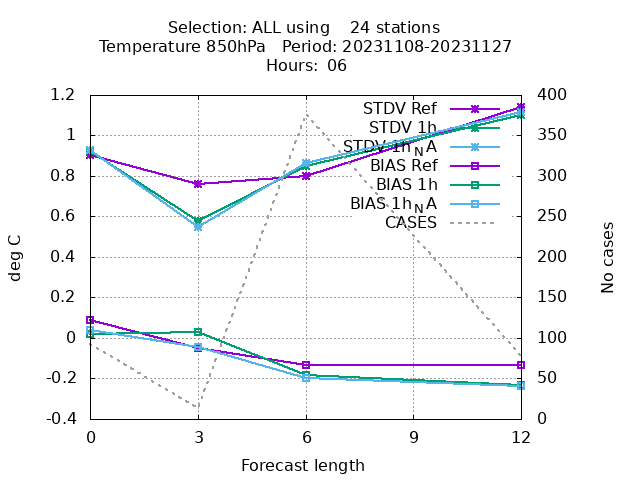 Selection: ALL using    24 stations
Temperature 850hPa   Period: 20231108-20231127
Hours: 06
STDV Ref
STDV 1h
STDV 1h_NA
BIAS Ref
BIAS 1h
BIAS 1h_NA
CASES
1.2
1
0.8
0.6
0.4
0.2
0
-0.2
-0.4
400
350
300
250
200
150
100
50
0
deg C
No cases
0 3 6 9 12
Forecast length